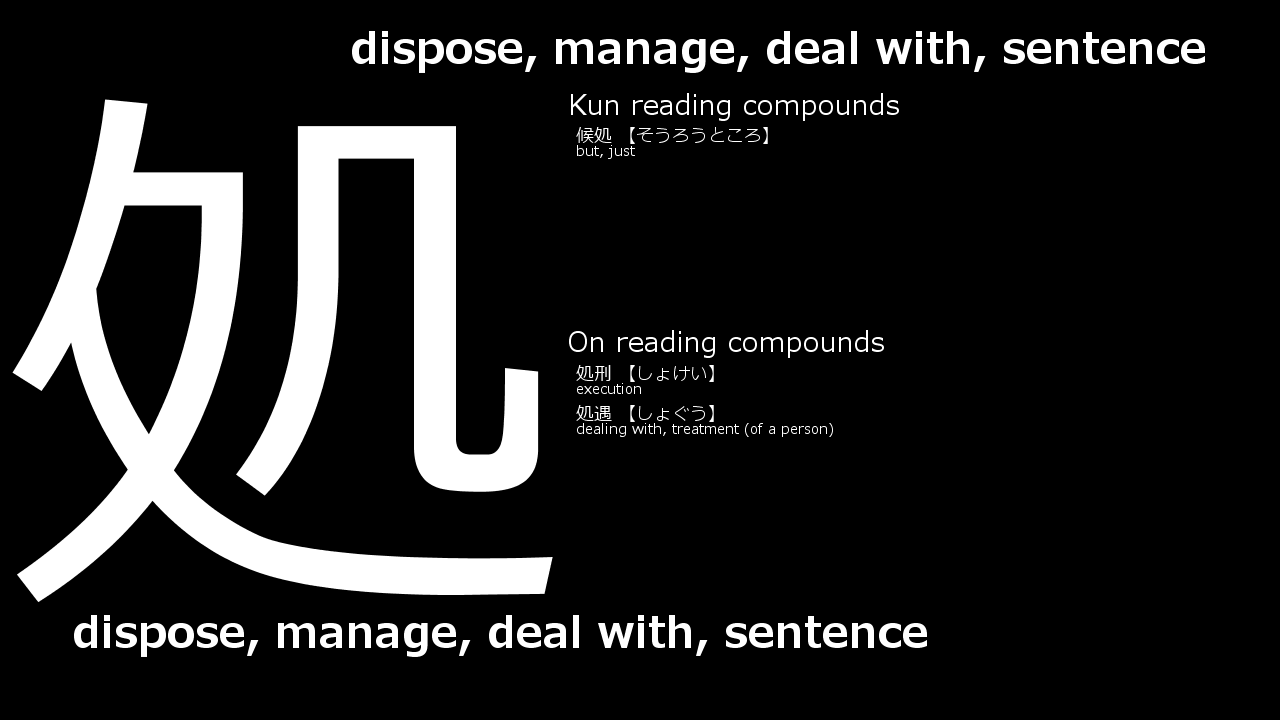 dispose, manage, deal with, sentence
処
Kun reading compounds
候処 【そうろうところ】
but, just
On reading compounds
処刑 【しょけい】
execution
処遇 【しょぐう】
dealing with, treatment (of a person)
dispose, manage, deal with, sentence